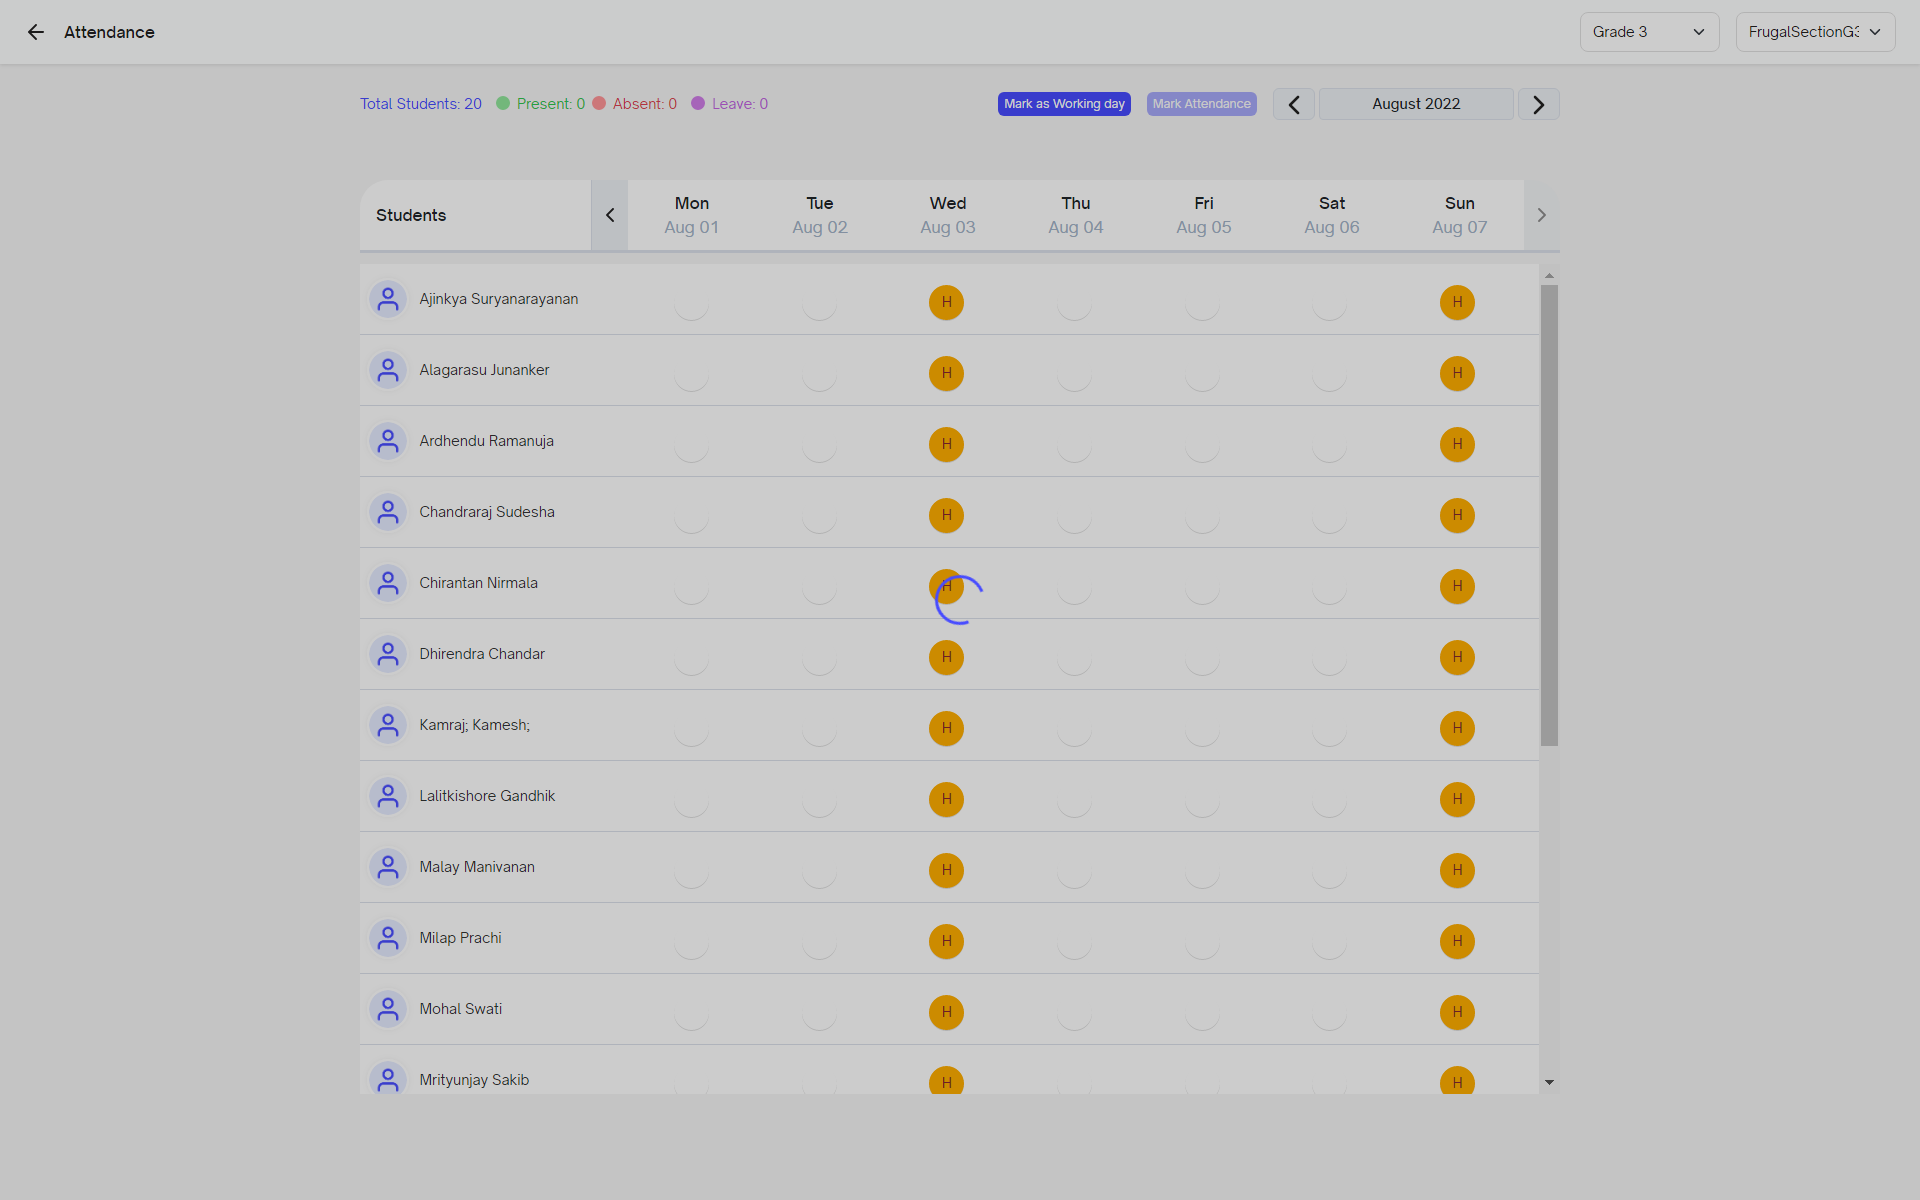 Attendance
Grade 3
FrugalSectionG3
Total Students: 20 Present: 0 Absent: 0 Leave: 0
Mark as Working day
Mark Attendance
August 2022
Students
Mon Tue Wed Thu Fri Sat Sun
Aug 01 Aug 02 Aug 03 Aug 04 Aug 05 Aug 06 Aug 07
Ajinkya Suryanarayanan H H
Alagarasu Junanker H H
Ardhendu Ramanuja H H
Chandraraj Sudesha H H
Chirantan Nirmala H H
Dhirendra Chandar H H
Kamraj; Kamesh; H H
Lalitkishore Gandhik H H
Malay Manivanan H H
Milap Prachi H H
Mohal Swati H H
Mrityunjay Sakib H H